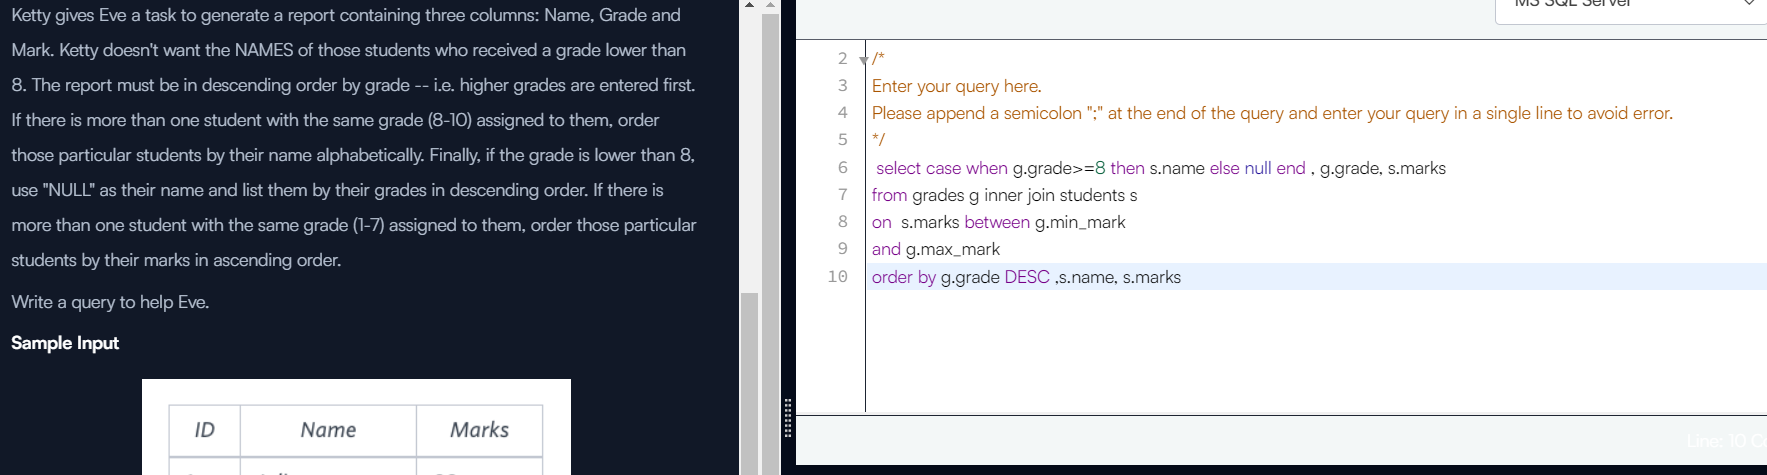 Ketty gives Eve a task to generate a report containing three columns: Name, Grade and
Mark. Ketty doesn't want the NAMES of those students who received a grade lower than
8. The report must be in descending order by grade -- i.e. higher grades are entered first.
If there is more than one student with the same grade (8-10) assigned to them, order
those particular students by their name alphabetically. Finally, if the grade is lower than 8,
use "NULL" as their name and list them by their grades in descending order. If there is
more than one student with the same grade (1-7) assigned to them, order those particular
students by their marks in ascending order.
Write a query to help Eve.
Sample Input
ID Name Marks
MS SQL Server
2 /*
3 Enter your query here.
4 Please append a semicolon ";" at the end of the query and enter your query in a single line to avoid error.
5 */
6 select case when g.grade>=8 then s.name else null end , g.grade, s.marks
7 from grades g inner join students s
8 on  s.marks between g.min_mark
9 and g.max_mark
10 order by g.grade DESC ,s.name, s.marks
Line: 10